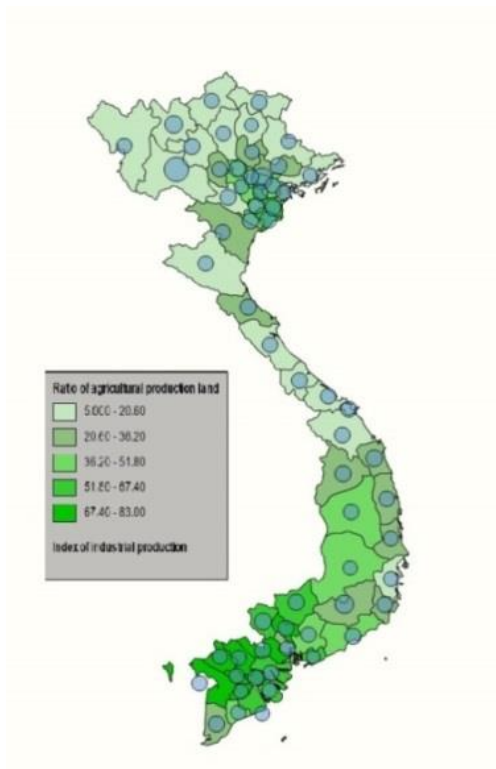 Ratio of agricultural production land
5.000 - 20.60
20.60 - 36.20
36.20 - 51.80
51.80 - 67.40
67.40 - 83.00
Index of industrial production